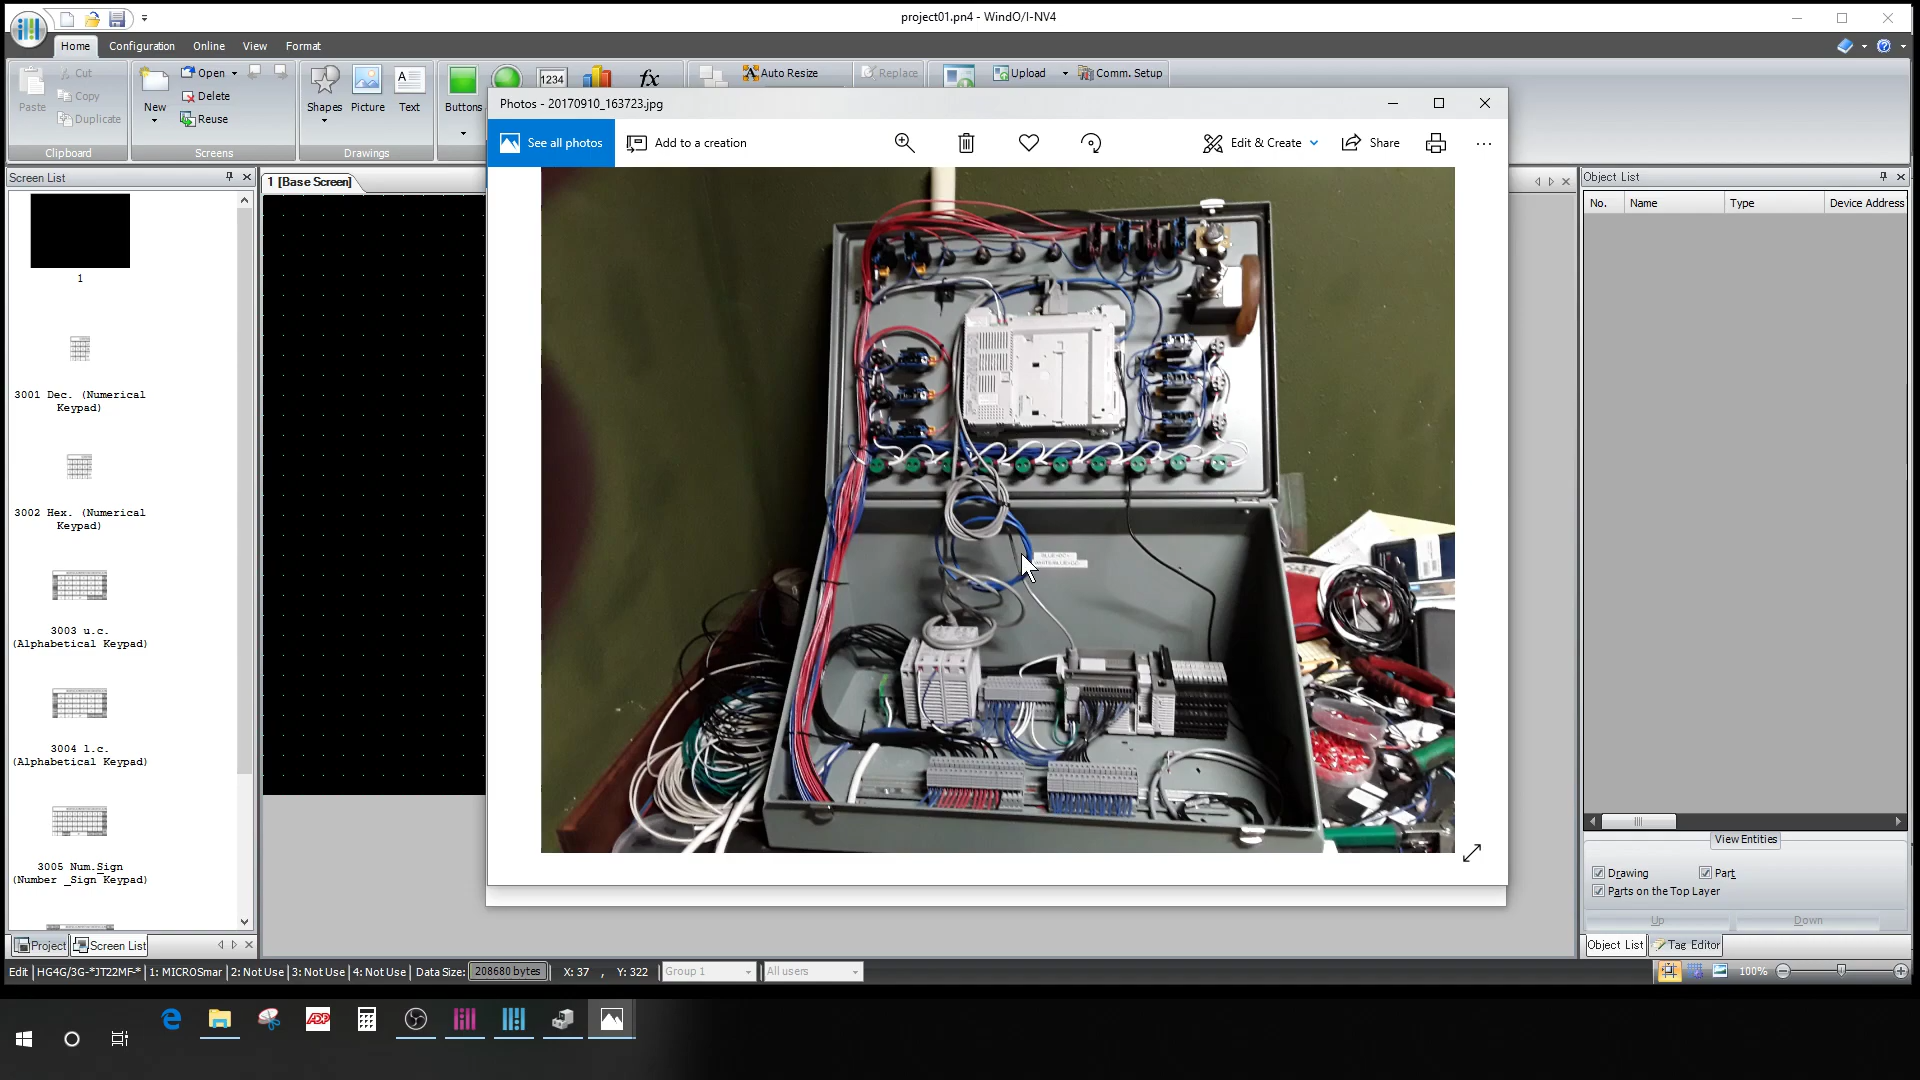 project01.pn4 - WindO/I-NV4
Home
Configuration
Online
View
Format
Paste
Cut
Copy
Duplicate
Clipboard
New
Open
Delete
Reuse
Screens
Shapes
Picture
Text
Drawings
Buttons
1234
fx
Auto Resize
Replace
Upload
Comm. Setup
Photos - 20170910_163723.jpg
See all photos
Add to a creation
Edit & Create
Share
Screen List
1
3001 Dec. (Numerical
Keypad)
3002 Hex. (Numerical
Keypad)
3003 u.c.
(Alphabetical Keypad)
3004 l.c.
(Alphabetical Keypad)
3005 Num.Sign
(Number _Sign Keypad)
Project
Screen List
1 [Base Screen]
Object List
No.
Name
Type
Device Address
View Entities
Drawing
Part
Parts on the Top Layer
Up
Down
Object List
Tag Editor
Edit
HG4G/3G-*JT22MF-*
1: MICROSmar
2: Not Use
3: Not Use
4: Not Use
Data Size:
208680 bytes
X: 37 , Y: 322
Group 1
All users
100%
ADP